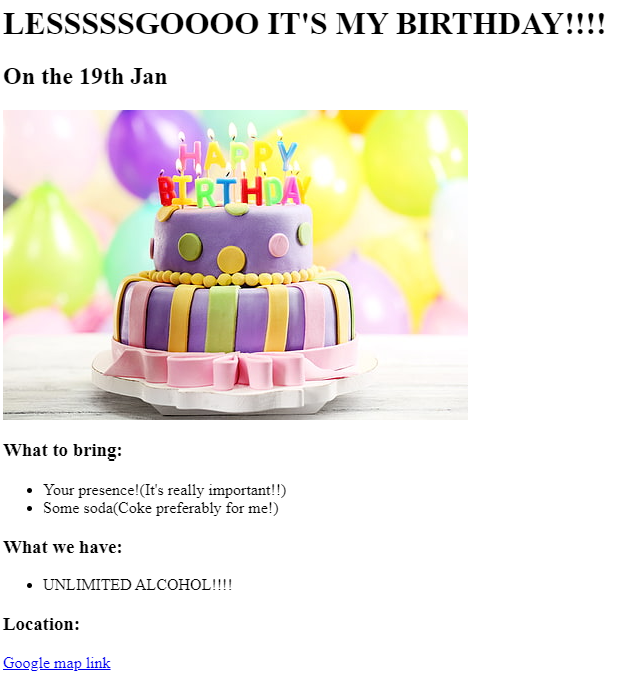 LESSSSSGOOOO IT'S MY BIRTHDAY!!!!
On the 19th Jan
HAPPY
BIRTHDAY
What to bring:
Your presence!(It's really important!!)
Some soda(Coke preferably for me!)
What we have:
UNLIMITED ALCOHOL!!!!
Location:
Google map link